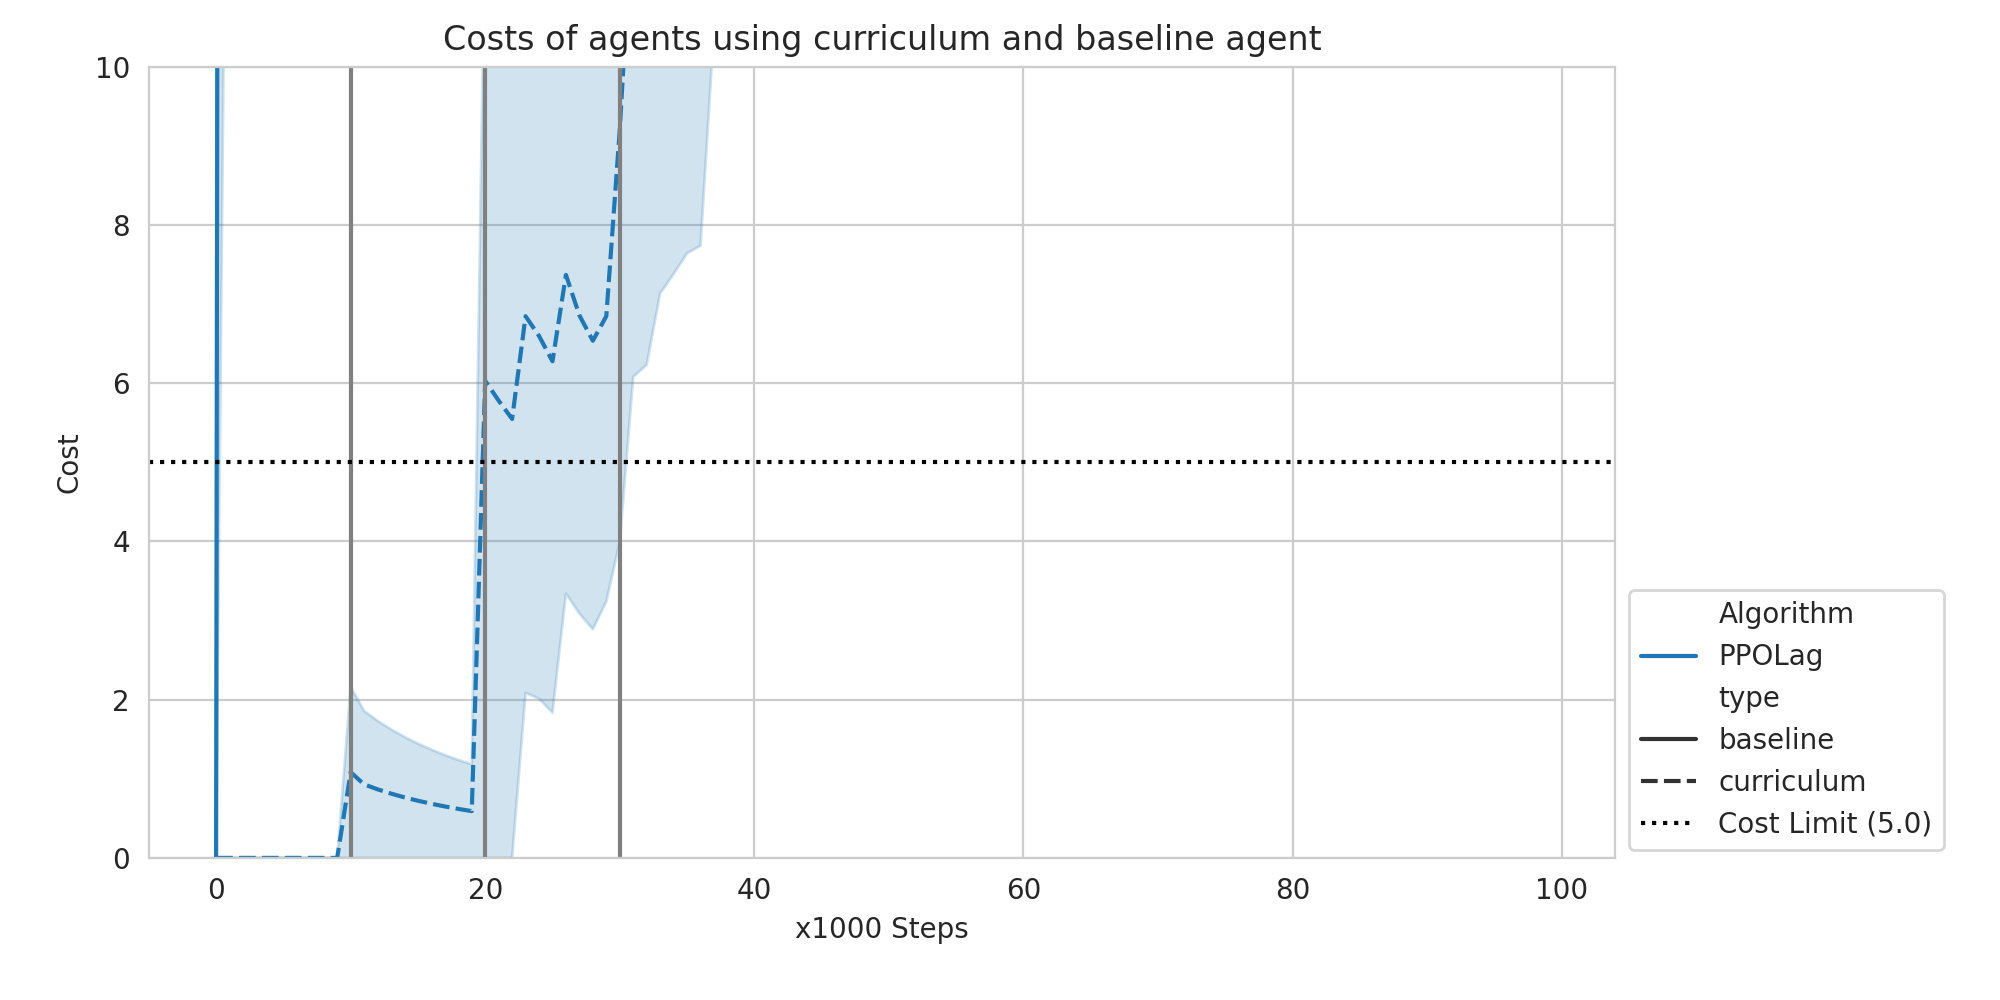 Costs of agents using curriculum and baseline agent
10
8
6
4
2
0
Cost
0 20 40 60 80 100
x1000 Steps
Algorithm
PPOLag
type
baseline
curriculum
Cost Limit (5.0)